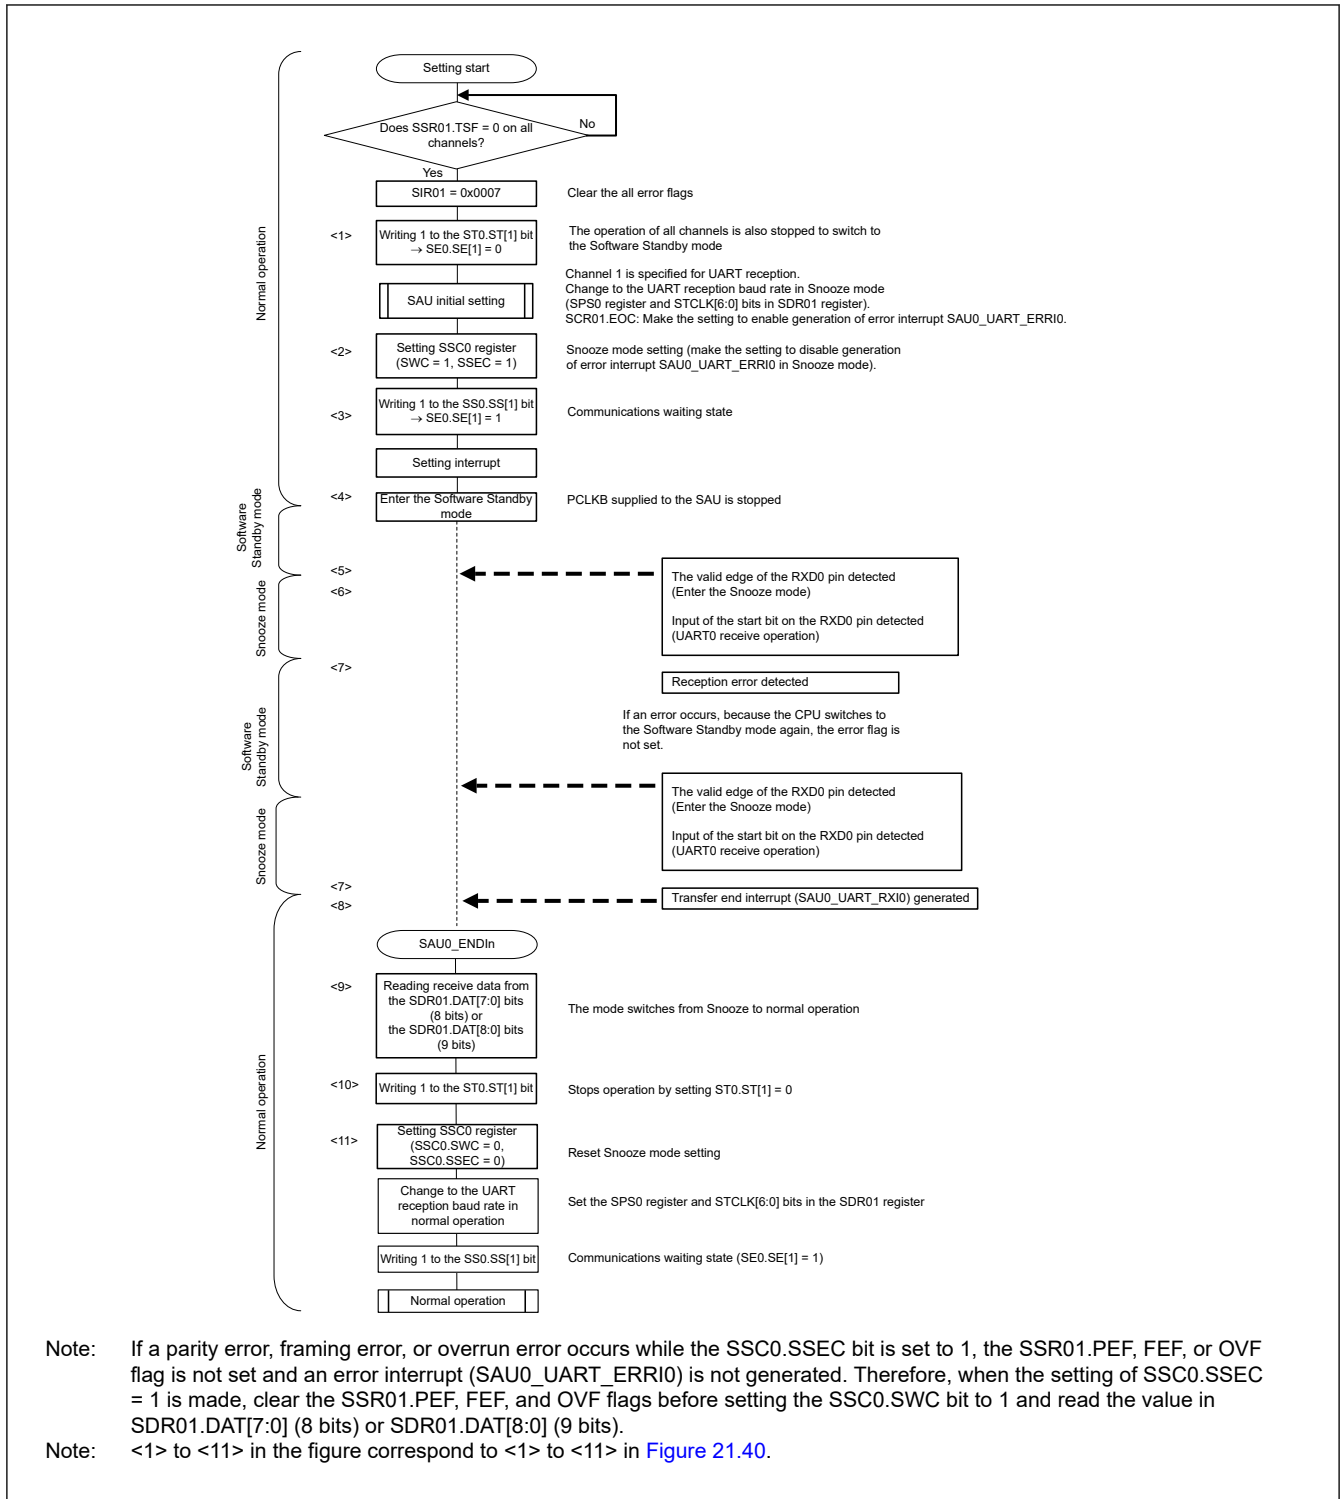 Setting start
Does SSR01.TSF = 0 on all
channels?
No
Yes
SIR01 = 0x0007
Clear the all error flags
Normal operation
<1>
Writing 1 to the ST0.ST[1] bit
→ SE0.SE[1] = 0
The operation of all channels is also stopped to switch to
the Software Standby mode
SAU initial setting
Channel 1 is specified for UART reception.
Change to the UART reception baud rate in Snooze mode
(SPS0 register and STCLK[6:0] bits in SDR01 register).
SCR01.EOC: Make the setting to enable generation of error interrupt SAU0_UART_ERRI0.
<2>
Setting SSC0 register
(SWC = 1, SSEC = 1)
Snooze mode setting (make the setting to disable generation
of error interrupt SAU0_UART_ERRI0 in Snooze mode).
<3>
Writing 1 to the SS0.SS[1] bit
→ SE0.SE[1] = 1
Communications waiting state
Setting interrupt
<4>
Enter the Software Standby
mode
PCLKB supplied to the SAU is stopped
Software
Standby mode
<5>
<6>
The valid edge of the RXD0 pin detected
(Enter the Snooze mode)
Input of the start bit on the RXD0 pin detected
(UART0 receive operation)
Snooze mode
<7>
Reception error detected
If an error occurs, because the CPU switches to
the Software Standby mode again, the error flag is
not set.
Software
Standby mode
The valid edge of the RXD0 pin detected
(Enter the Snooze mode)
Input of the start bit on the RXD0 pin detected
(UART0 receive operation)
Snooze mode
<7>
<8>
Transfer end interrupt (SAU0_UART_RXI0) generated
SAU0_ENDIn
<9>
Reading receive data from
the SDR01.DAT[7:0] bits
(8 bits) or
the SDR01.DAT[8:0] bits
(9 bits)
The mode switches from Snooze to normal operation
Normal operation
<10>
Writing 1 to the ST0.ST[1] bit
Stops operation by setting ST0.ST[1] = 0
<11>
Setting SSC0 register
(SSC0.SWC = 0,
SSC0.SSEC = 0)
Reset Snooze mode setting
Change to the UART
reception baud rate in
normal operation
Set the SPS0 register and STCLK[6:0] bits in the SDR01 register
Writing 1 to the SS0.SS[1] bit
Communications waiting state (SE0.SE[1] = 1)
Normal operation
Note: If a parity error, framing error, or overrun error occurs while the SSC0.SSEC bit is set to 1, the SSR01.PEF, FEF, or OVF
flag is not set and an error interrupt (SAU0_UART_ERRI0) is not generated. Therefore, when the setting of SSC0.SSEC
= 1 is made, clear the SSR01.PEF, FEF, and OVF flags before setting the SSC0.SWC bit to 1 and read the value in
SDR01.DAT[7:0] (8 bits) or SDR01.DAT[8:0] (9 bits).
Note: <1> to <11> in the figure correspond to <1> to <11> in Figure 21.40.